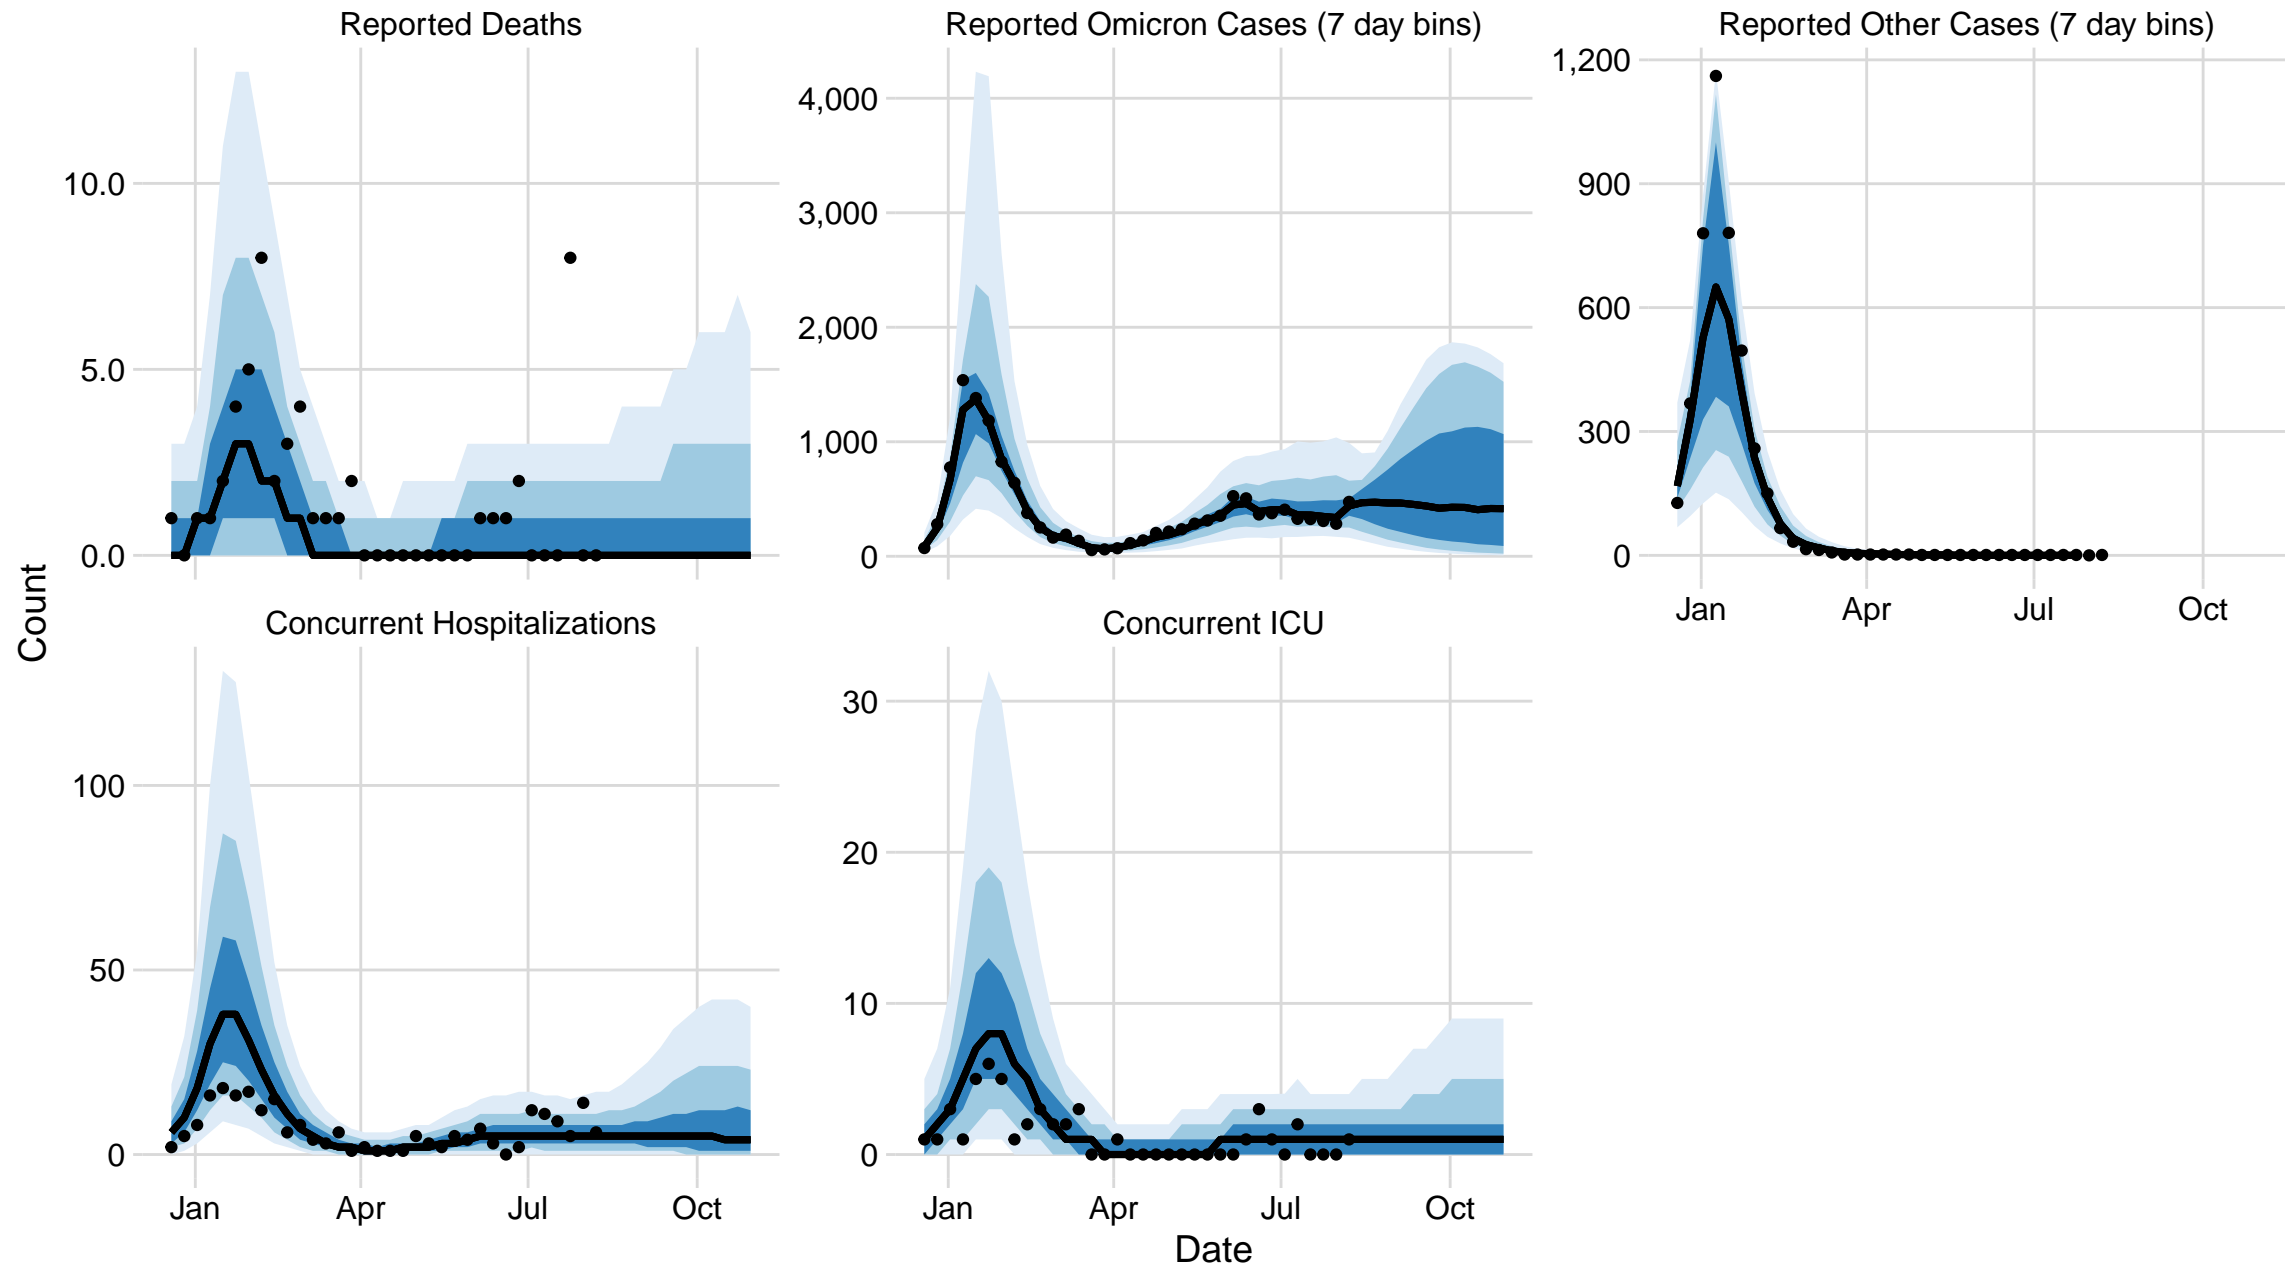 Reported Deaths
Reported Omicron Cases (7 day bins)
Reported Other Cases (7 day bins)
10.0
5.0
0.0
4,000
3,000
2,000
1,000
0
1,200
900
600
300
0
Jan
Apr
Jul
Oct
Count
Concurrent Hospitalizations
Concurrent ICU
100
50
0
30
20
10
0
Jan
Apr
Jul
Oct
Jan
Apr
Jul
Oct
Date